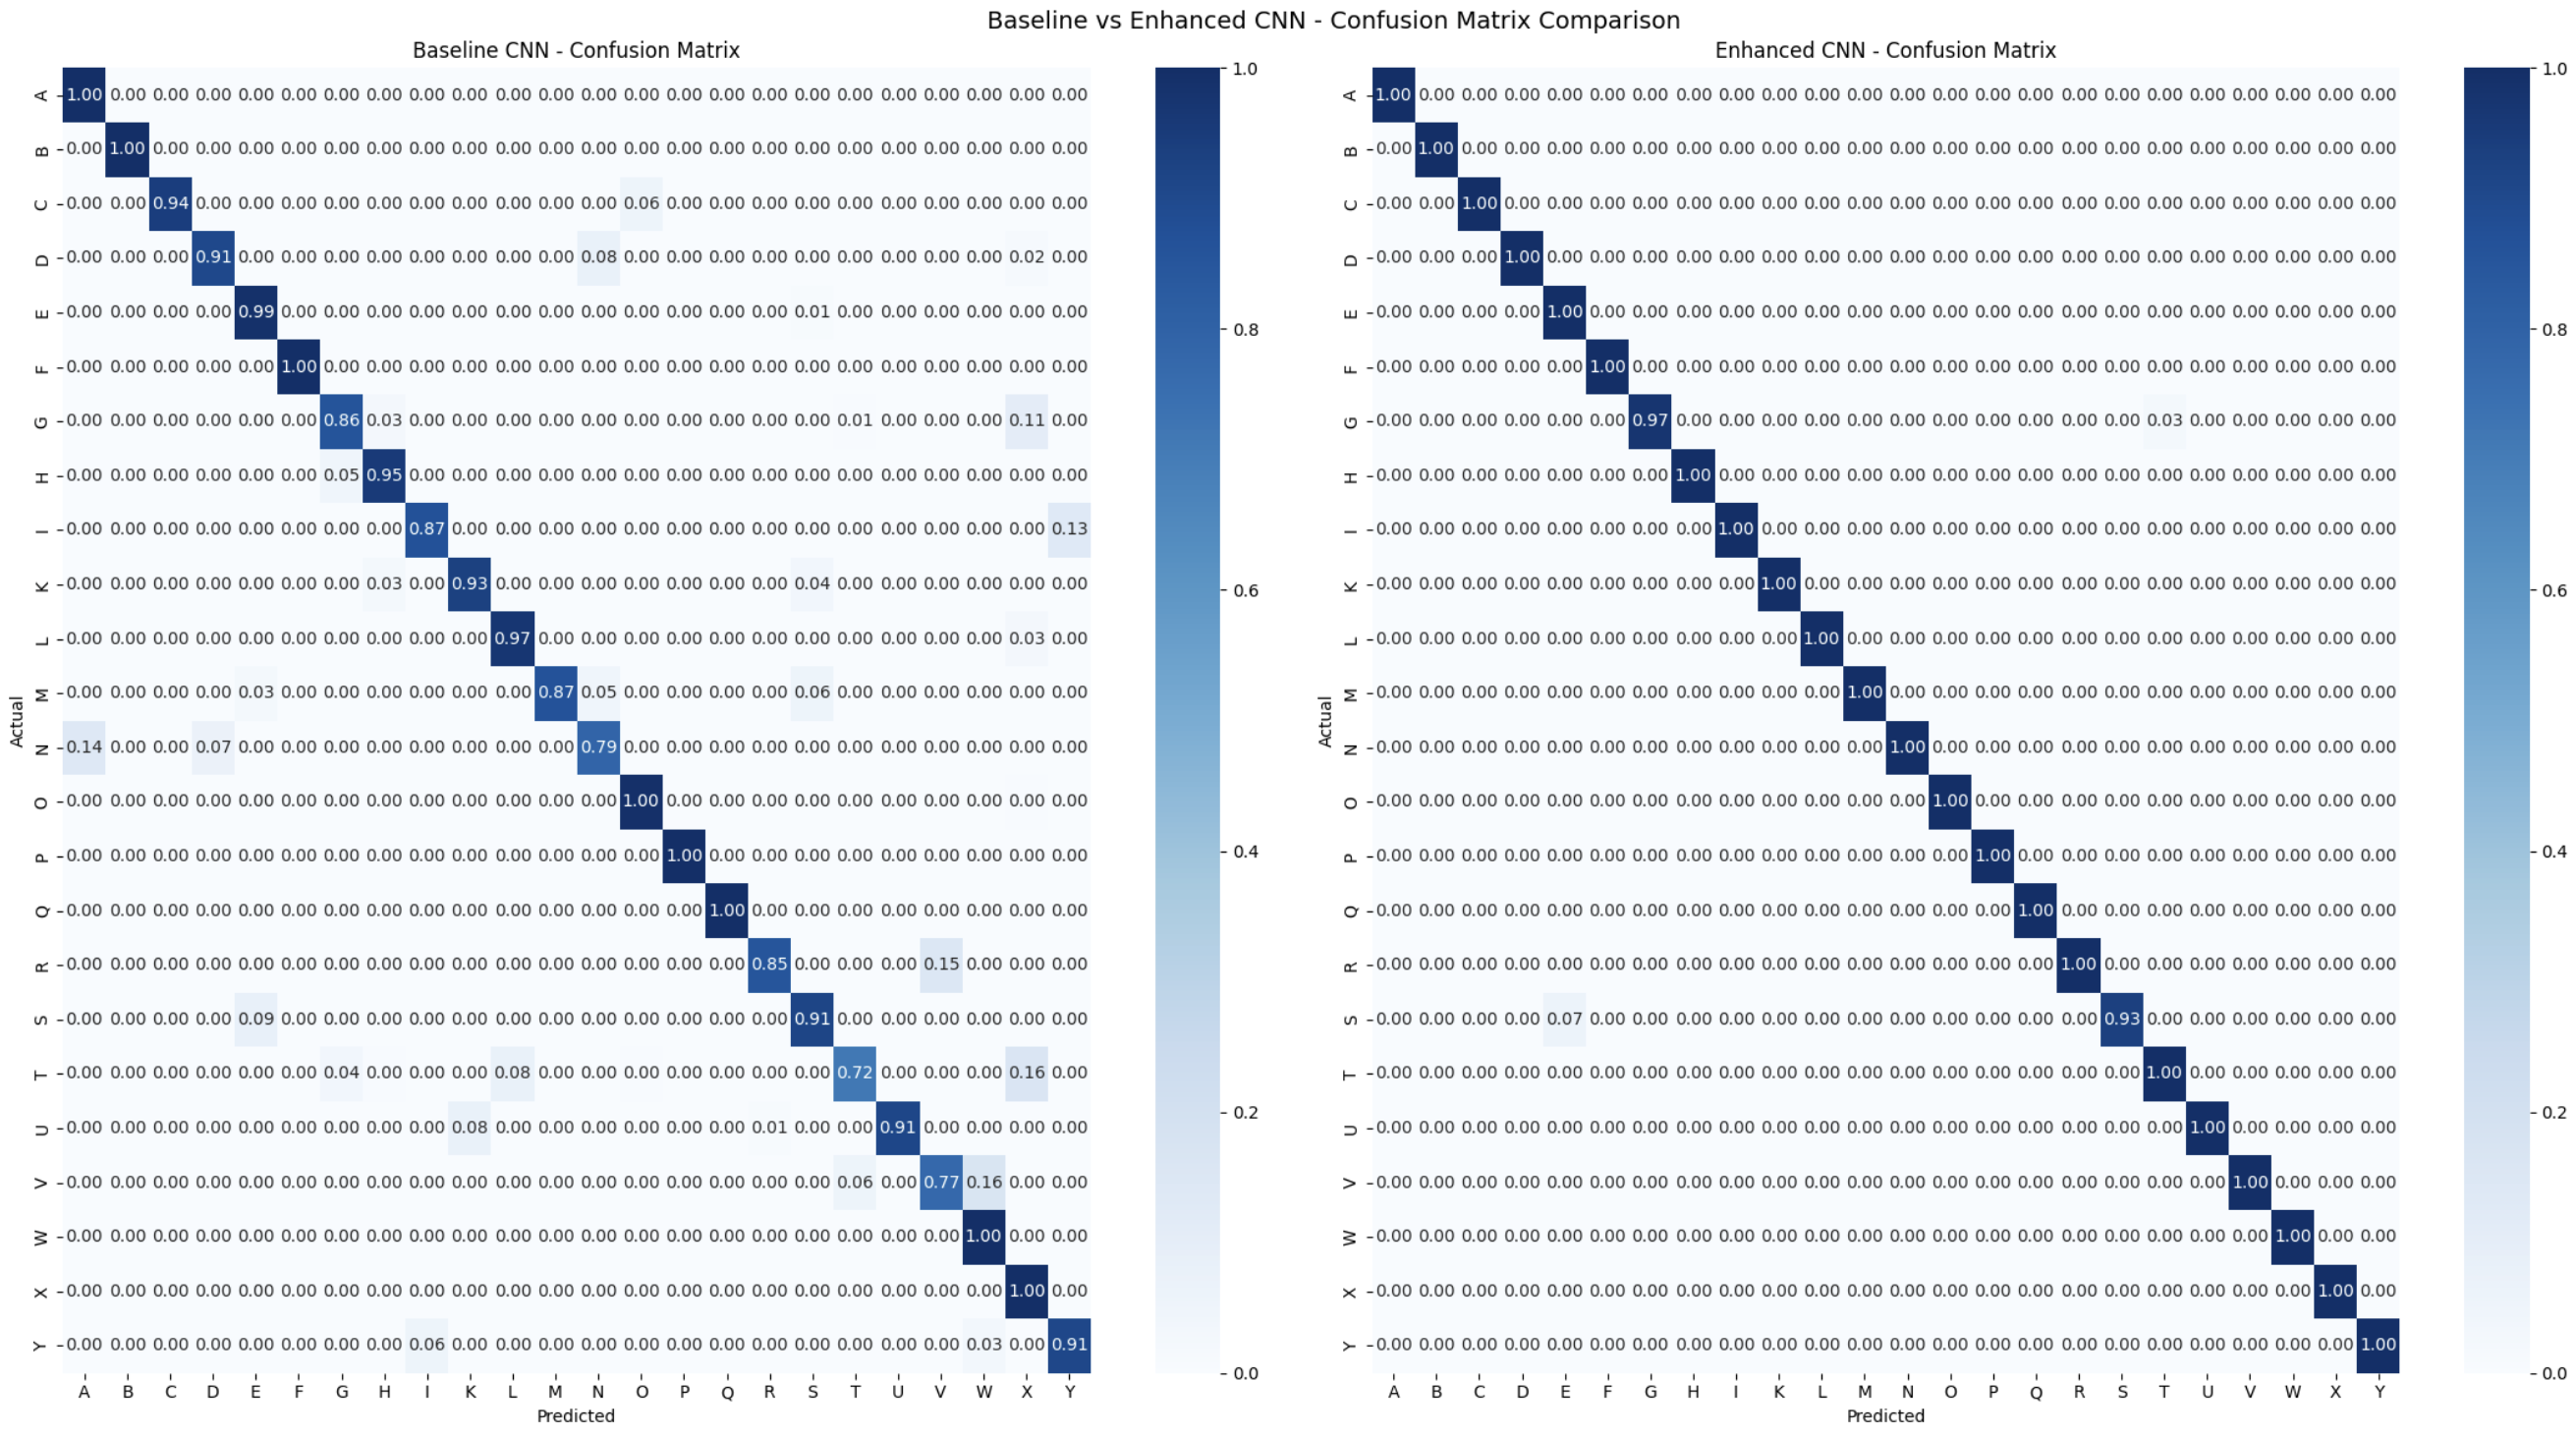 Baseline vs Enhanced CNN - Confusion Matrix Comparison
Baseline CNN - Confusion Matrix
A 1.00 0.00 0.00 0.00 0.00 0.00 0.00 0.00 0.00 0.00 0.00 0.00 0.00 0.00 0.00 0.00 0.00 0.00 0.00 0.00 0.00 0.00 0.00 0.00
B 0.00 1.00 0.00 0.00 0.00 0.00 0.00 0.00 0.00 0.00 0.00 0.00 0.00 0.00 0.00 0.00 0.00 0.00 0.00 0.00 0.00 0.00 0.00 0.00
C 0.00 0.00 0.94 0.00 0.00 0.00 0.00 0.00 0.00 0.00 0.00 0.00 0.00 0.06 0.00 0.00 0.00 0.00 0.00 0.00 0.00 0.00 0.00 0.00
D 0.00 0.00 0.00 0.91 0.00 0.00 0.00 0.00 0.00 0.00 0.00 0.00 0.08 0.00 0.00 0.00 0.00 0.00 0.00 0.00 0.00 0.00 0.02 0.00
E 0.00 0.00 0.00 0.00 0.99 0.00 0.00 0.00 0.00 0.00 0.00 0.00 0.00 0.00 0.00 0.00 0.00 0.01 0.00 0.00 0.00 0.00 0.00 0.00
F 0.00 0.00 0.00 0.00 0.00 1.00 0.00 0.00 0.00 0.00 0.00 0.00 0.00 0.00 0.00 0.00 0.00 0.00 0.00 0.00 0.00 0.00 0.00 0.00
G 0.00 0.00 0.00 0.00 0.00 0.00 0.86 0.03 0.00 0.00 0.00 0.00 0.00 0.00 0.00 0.00 0.00 0.00 0.01 0.00 0.00 0.00 0.11 0.00
H 0.00 0.00 0.00 0.00 0.00 0.00 0.05 0.95 0.00 0.00 0.00 0.00 0.00 0.00 0.00 0.00 0.00 0.00 0.00 0.00 0.00 0.00 0.00 0.00
I 0.00 0.00 0.00 0.00 0.00 0.00 0.00 0.00 0.87 0.00 0.00 0.00 0.00 0.00 0.00 0.00 0.00 0.00 0.00 0.00 0.00 0.00 0.00 0.13
K 0.00 0.00 0.00 0.00 0.00 0.00 0.00 0.03 0.00 0.93 0.00 0.00 0.00 0.00 0.00 0.00 0.00 0.04 0.00 0.00 0.00 0.00 0.00 0.00
L 0.00 0.00 0.00 0.00 0.00 0.00 0.00 0.00 0.00 0.00 0.97 0.00 0.00 0.00 0.00 0.00 0.00 0.00 0.00 0.00 0.00 0.00 0.03 0.00
M 0.00 0.00 0.00 0.00 0.03 0.00 0.00 0.00 0.00 0.00 0.00 0.87 0.05 0.00 0.00 0.00 0.00 0.06 0.00 0.00 0.00 0.00 0.00 0.00
N 0.14 0.00 0.00 0.07 0.00 0.00 0.00 0.00 0.00 0.00 0.00 0.00 0.79 0.00 0.00 0.00 0.00 0.00 0.00 0.00 0.00 0.00 0.00 0.00
O 0.00 0.00 0.00 0.00 0.00 0.00 0.00 0.00 0.00 0.00 0.00 0.00 0.00 1.00 0.00 0.00 0.00 0.00 0.00 0.00 0.00 0.00 0.00 0.00
P 0.00 0.00 0.00 0.00 0.00 0.00 0.00 0.00 0.00 0.00 0.00 0.00 0.00 0.00 1.00 0.00 0.00 0.00 0.00 0.00 0.00 0.00 0.00 0.00
Q 0.00 0.00 0.00 0.00 0.00 0.00 0.00 0.00 0.00 0.00 0.00 0.00 0.00 0.00 0.00 1.00 0.00 0.00 0.00 0.00 0.00 0.00 0.00 0.00
R 0.00 0.00 0.00 0.00 0.00 0.00 0.00 0.00 0.00 0.00 0.00 0.00 0.00 0.00 0.00 0.00 0.85 0.00 0.00 0.00 0.15 0.00 0.00 0.00
S 0.00 0.00 0.00 0.00 0.09 0.00 0.00 0.00 0.00 0.00 0.00 0.00 0.00 0.00 0.00 0.00 0.00 0.91 0.00 0.00 0.00 0.00 0.00 0.00
T 0.00 0.00 0.00 0.00 0.00 0.00 0.04 0.00 0.00 0.00 0.08 0.00 0.00 0.00 0.00 0.00 0.00 0.00 0.72 0.00 0.00 0.00 0.16 0.00
U 0.00 0.00 0.00 0.00 0.00 0.00 0.00 0.00 0.00 0.08 0.00 0.00 0.00 0.00 0.00 0.00 0.01 0.00 0.00 0.91 0.00 0.00 0.00 0.00
V 0.00 0.00 0.00 0.00 0.00 0.00 0.00 0.00 0.00 0.00 0.00 0.00 0.00 0.00 0.00 0.00 0.00 0.00 0.06 0.00 0.77 0.16 0.00 0.00
W 0.00 0.00 0.00 0.00 0.00 0.00 0.00 0.00 0.00 0.00 0.00 0.00 0.00 0.00 0.00 0.00 0.00 0.00 0.00 0.00 0.00 1.00 0.00 0.00
X 0.00 0.00 0.00 0.00 0.00 0.00 0.00 0.00 0.00 0.00 0.00 0.00 0.00 0.00 0.00 0.00 0.00 0.00 0.00 0.00 0.00 0.00 1.00 0.00
Y 0.00 0.00 0.00 0.00 0.00 0.00 0.00 0.00 0.06 0.00 0.00 0.00 0.00 0.00 0.00 0.00 0.00 0.00 0.00 0.00 0.00 0.03 0.00 0.91
A B C D E F G H I K L M N O P Q R S T U V W X Y
Predicted
Actual
1.0
0.8
0.6
0.4
0.2
0.0
Enhanced CNN - Confusion Matrix
A 1.00 0.00 0.00 0.00 0.00 0.00 0.00 0.00 0.00 0.00 0.00 0.00 0.00 0.00 0.00 0.00 0.00 0.00 0.00 0.00 0.00 0.00 0.00 0.00
B 0.00 1.00 0.00 0.00 0.00 0.00 0.00 0.00 0.00 0.00 0.00 0.00 0.00 0.00 0.00 0.00 0.00 0.00 0.00 0.00 0.00 0.00 0.00 0.00
C 0.00 0.00 1.00 0.00 0.00 0.00 0.00 0.00 0.00 0.00 0.00 0.00 0.00 0.00 0.00 0.00 0.00 0.00 0.00 0.00 0.00 0.00 0.00 0.00
D 0.00 0.00 0.00 1.00 0.00 0.00 0.00 0.00 0.00 0.00 0.00 0.00 0.00 0.00 0.00 0.00 0.00 0.00 0.00 0.00 0.00 0.00 0.00 0.00
E 0.00 0.00 0.00 0.00 1.00 0.00 0.00 0.00 0.00 0.00 0.00 0.00 0.00 0.00 0.00 0.00 0.00 0.00 0.00 0.00 0.00 0.00 0.00 0.00
F 0.00 0.00 0.00 0.00 0.00 1.00 0.00 0.00 0.00 0.00 0.00 0.00 0.00 0.00 0.00 0.00 0.00 0.00 0.00 0.00 0.00 0.00 0.00 0.00
G 0.00 0.00 0.00 0.00 0.00 0.00 0.97 0.00 0.00 0.00 0.00 0.00 0.00 0.00 0.00 0.00 0.00 0.00 0.03 0.00 0.00 0.00 0.00 0.00
H 0.00 0.00 0.00 0.00 0.00 0.00 0.00 1.00 0.00 0.00 0.00 0.00 0.00 0.00 0.00 0.00 0.00 0.00 0.00 0.00 0.00 0.00 0.00 0.00
I 0.00 0.00 0.00 0.00 0.00 0.00 0.00 0.00 1.00 0.00 0.00 0.00 0.00 0.00 0.00 0.00 0.00 0.00 0.00 0.00 0.00 0.00 0.00 0.00
K 0.00 0.00 0.00 0.00 0.00 0.00 0.00 0.00 0.00 1.00 0.00 0.00 0.00 0.00 0.00 0.00 0.00 0.00 0.00 0.00 0.00 0.00 0.00 0.00
L 0.00 0.00 0.00 0.00 0.00 0.00 0.00 0.00 0.00 0.00 1.00 0.00 0.00 0.00 0.00 0.00 0.00 0.00 0.00 0.00 0.00 0.00 0.00 0.00
M 0.00 0.00 0.00 0.00 0.00 0.00 0.00 0.00 0.00 0.00 0.00 1.00 0.00 0.00 0.00 0.00 0.00 0.00 0.00 0.00 0.00 0.00 0.00 0.00
N 0.00 0.00 0.00 0.00 0.00 0.00 0.00 0.00 0.00 0.00 0.00 0.00 1.00 0.00 0.00 0.00 0.00 0.00 0.00 0.00 0.00 0.00 0.00 0.00
O 0.00 0.00 0.00 0.00 0.00 0.00 0.00 0.00 0.00 0.00 0.00 0.00 0.00 1.00 0.00 0.00 0.00 0.00 0.00 0.00 0.00 0.00 0.00 0.00
P 0.00 0.00 0.00 0.00 0.00 0.00 0.00 0.00 0.00 0.00 0.00 0.00 0.00 0.00 1.00 0.00 0.00 0.00 0.00 0.00 0.00 0.00 0.00 0.00
Q 0.00 0.00 0.00 0.00 0.00 0.00 0.00 0.00 0.00 0.00 0.00 0.00 0.00 0.00 0.00 1.00 0.00 0.00 0.00 0.00 0.00 0.00 0.00 0.00
R 0.00 0.00 0.00 0.00 0.00 0.00 0.00 0.00 0.00 0.00 0.00 0.00 0.00 0.00 0.00 0.00 1.00 0.00 0.00 0.00 0.00 0.00 0.00 0.00
S 0.00 0.00 0.00 0.00 0.07 0.00 0.00 0.00 0.00 0.00 0.00 0.00 0.00 0.00 0.00 0.00 0.00 0.93 0.00 0.00 0.00 0.00 0.00 0.00
T 0.00 0.00 0.00 0.00 0.00 0.00 0.00 0.00 0.00 0.00 0.00 0.00 0.00 0.00 0.00 0.00 0.00 0.00 1.00 0.00 0.00 0.00 0.00 0.00
U 0.00 0.00 0.00 0.00 0.00 0.00 0.00 0.00 0.00 0.00 0.00 0.00 0.00 0.00 0.00 0.00 0.00 0.00 0.00 1.00 0.00 0.00 0.00 0.00
V 0.00 0.00 0.00 0.00 0.00 0.00 0.00 0.00 0.00 0.00 0.00 0.00 0.00 0.00 0.00 0.00 0.00 0.00 0.00 0.00 1.00 0.00 0.00 0.00
W 0.00 0.00 0.00 0.00 0.00 0.00 0.00 0.00 0.00 0.00 0.00 0.00 0.00 0.00 0.00 0.00 0.00 0.00 0.00 0.00 0.00 1.00 0.00 0.00
X 0.00 0.00 0.00 0.00 0.00 0.00 0.00 0.00 0.00 0.00 0.00 0.00 0.00 0.00 0.00 0.00 0.00 0.00 0.00 0.00 0.00 0.00 1.00 0.00
Y 0.00 0.00 0.00 0.00 0.00 0.00 0.00 0.00 0.00 0.00 0.00 0.00 0.00 0.00 0.00 0.00 0.00 0.00 0.00 0.00 0.00 0.00 0.00 1.00
A B C D E F G H I K L M N O P Q R S T U V W X Y
Predicted
Actual
1.0
0.8
0.6
0.4
0.2
0.0